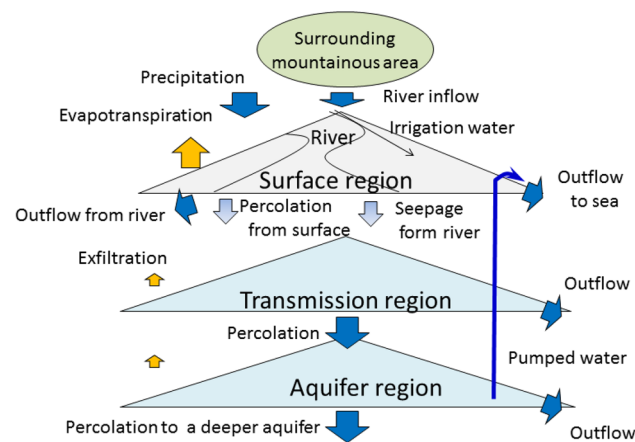 Surrounding
mountainous area
Precipitation
River inflow
Evapotranspiration
Irrigation water
River
Surface region
Outflow
to sea
Outflow from river
Percolation
from surface
Seepage
form river
Exfiltration
Transmission region
Outflow
Percolation
Pumped water
Aquifer region
Percolation to a deeper aquifer
Outflow